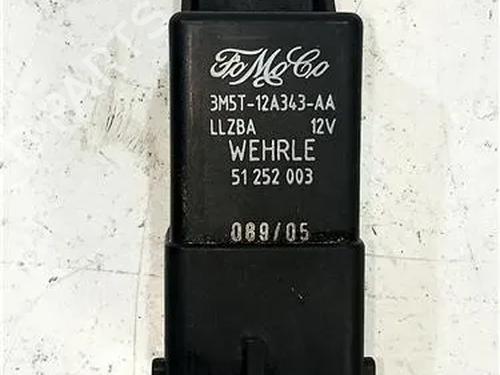 FoMoCo
3M5T-12A343-AA
LLZBA 12V
WEHRLE
51 252 003
089/05